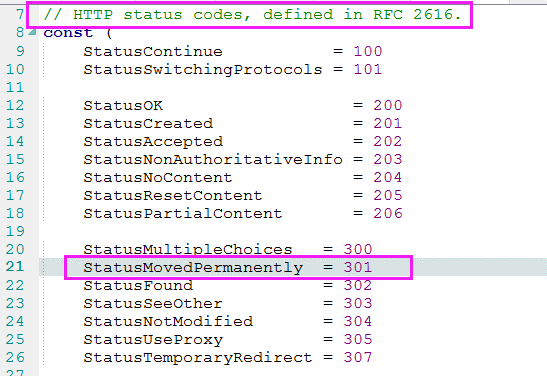 7 // HTTP status codes, defined in RFC 2616.
8 const (
9 StatusContinue = 100
10 StatusSwitchingProtocols = 101
11
12 StatusOK = 200
13 StatusCreated = 201
14 StatusAccepted = 202
15 StatusNonAuthoritativeInfo = 203
16 StatusNoContent = 204
17 StatusResetContent = 205
18 StatusPartialContent = 206
19
20 StatusMultipleChoices = 300
21 StatusMovedPermanently = 301
22 StatusFound = 302
23 StatusSeeOther = 303
24 StatusNotModified = 304
25 StatusUseProxy = 305
26 StatusTemporaryRedirect = 307